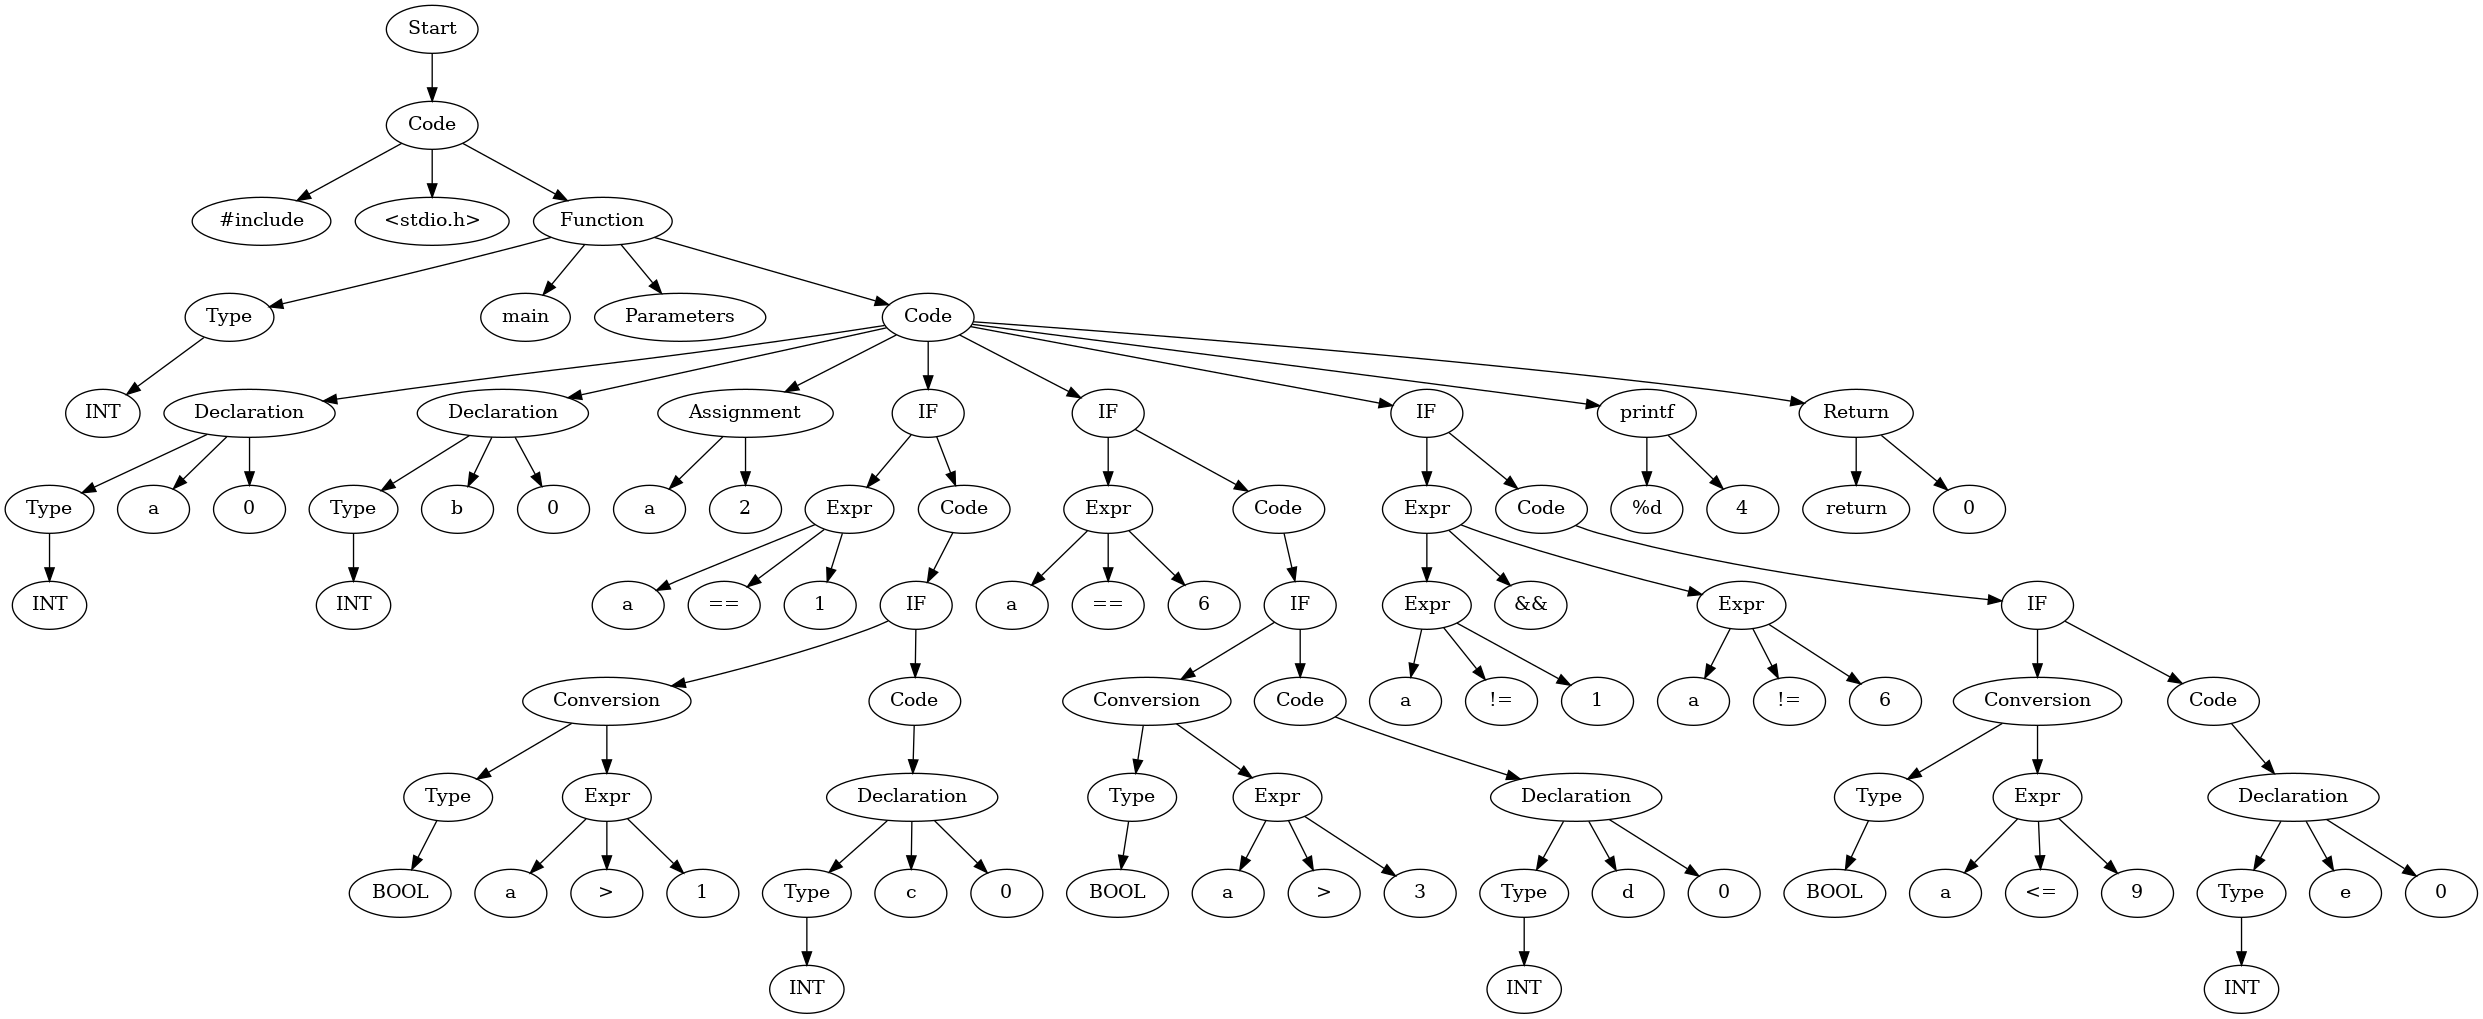 Start
Code
#include <stdio.h> Function
Type main Parameters Code
INT Declaration Declaration Assignment IF IF IF printf Return
Type a 0 Type b 0 a 2 Expr Code Expr Code Expr Code %d 4 return 0
INT INT a == 1 IF a == 6 IF Expr && Expr IF
Conversion Code Conversion Code a != 1 a != 6 Conversion Code
Type Expr Declaration Type Expr Declaration Type Expr Declaration
BOOL a > 1 Type c 0 BOOL a > 3 Type d 0 BOOL a <= 9 Type e 0
INT INT INT